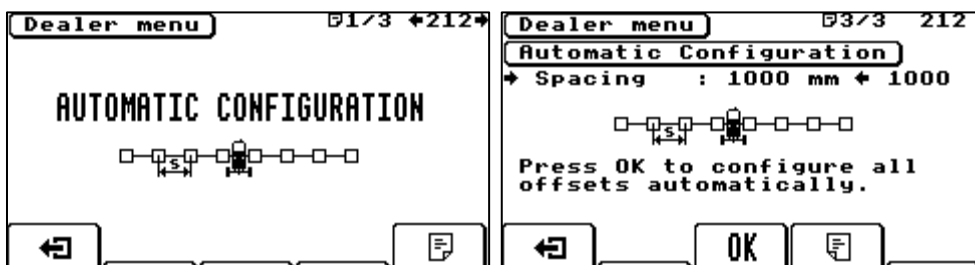 Dealer menu 1/3 212
AUTOMATIC CONFIGURATION
S
Dealer menu 3/3 212
Automatic Configuration
Spacing : 1000 mm 1000
S
Press OK to configure all
offsets automatically.
OK